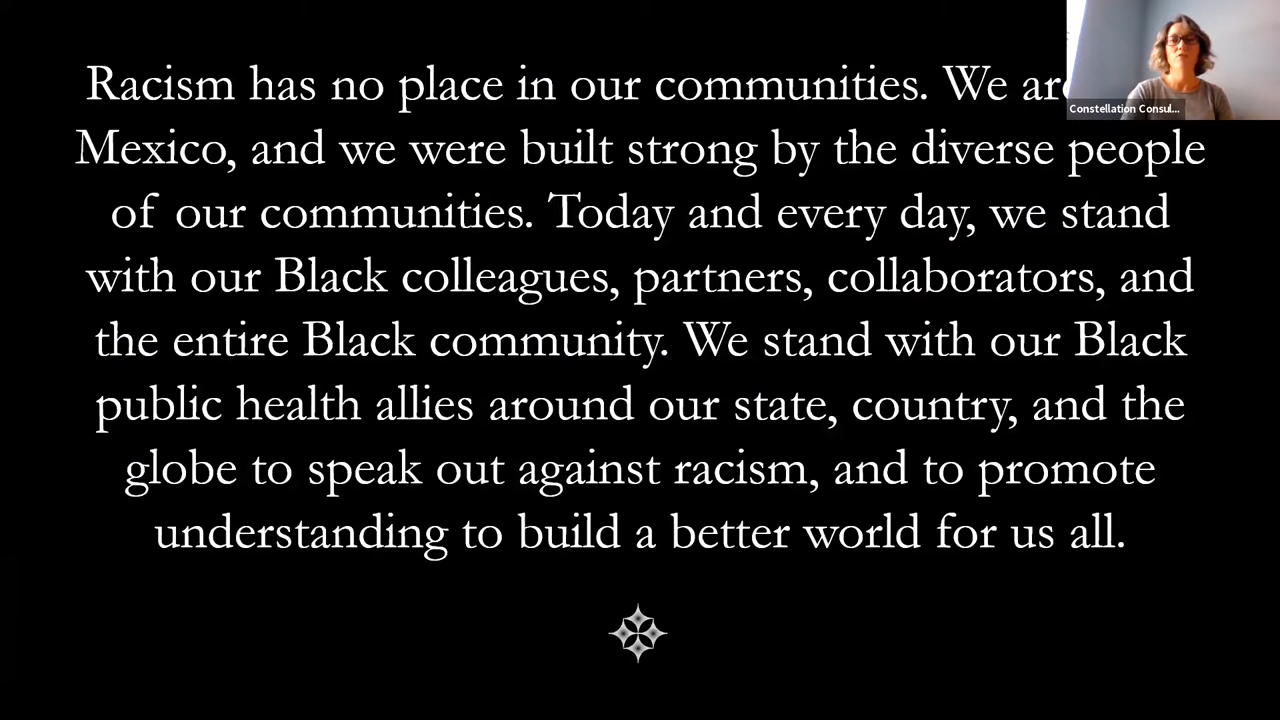 Racism has no place in our communities. We are
Mexico, and we were built strong by the diverse people
of our communities. Today and every day, we stand
with our Black colleagues, partners, collaborators, and
the entire Black community. We stand with our Black
public health allies around our state, country, and the
globe to speak out against racism, and to promote
understanding to build a better world for us all.
Constellation Consul...